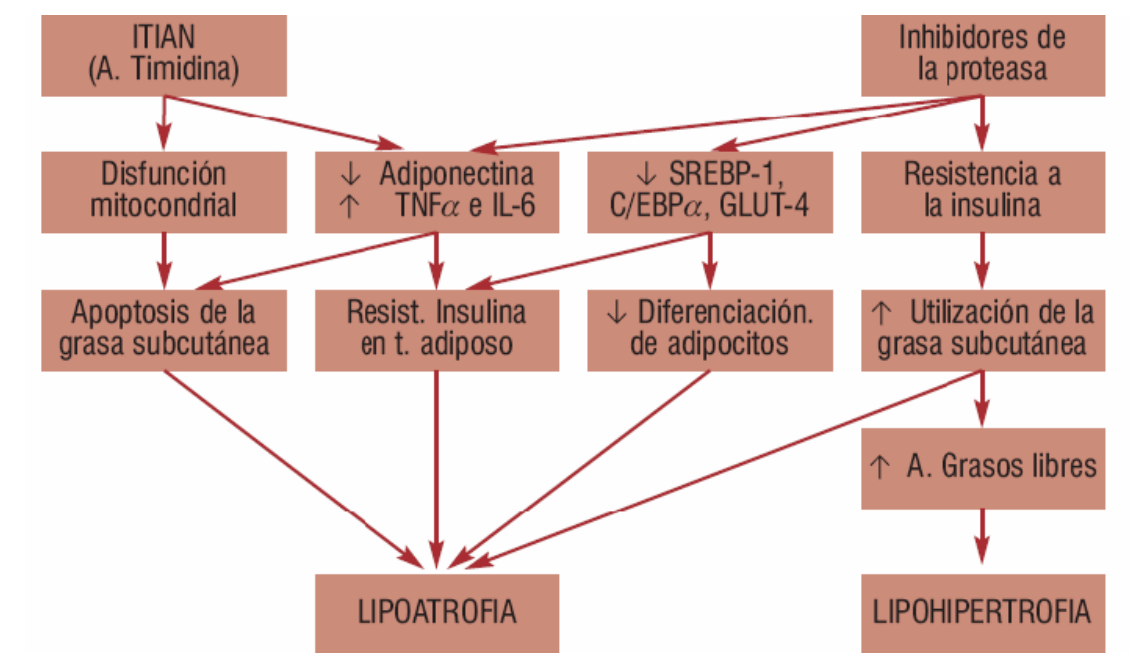 ITIAN
(A. Timidina)
Inhibidores de
la proteasa
Disfunción
mitocondrial
↓ Adiponectina
↑ TNFα e IL-6
↓ SREBP-1,
C/EBPα, GLUT-4
Resistencia a
la insulina
Apoptosis de la
grasa subcutánea
Resist. Insulina
en t. adiposo
↓ Diferenciación.
de adipocitos
↑ Utilización de la
grasa subcutánea
↑ A. Grasos libres
LIPOATROFIA
LIPOHIPERTROFIA